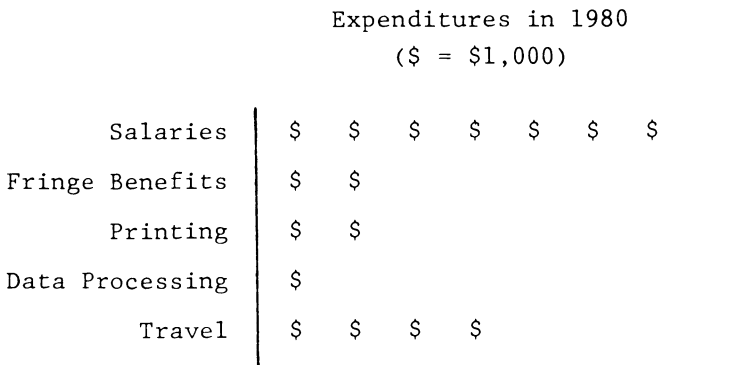 Expenditures in 1980
($ = $1,000)
Salaries $ $ $ $ $ $ $
Fringe Benefits $ $
Printing $ $
Data Processing $
Travel $ $ $ $